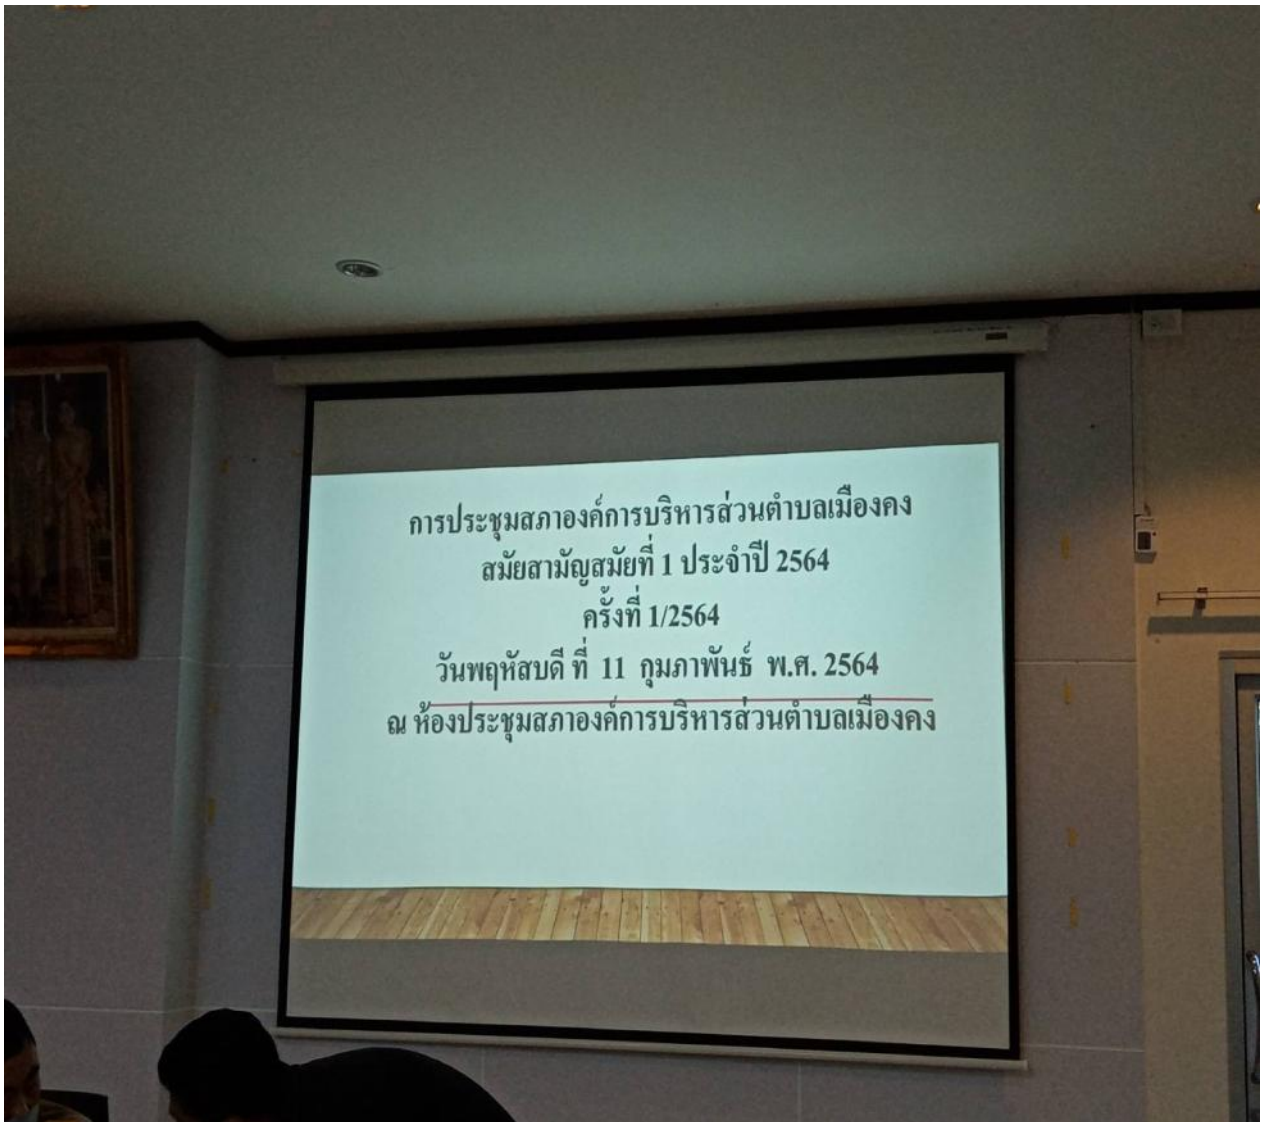 การประชุมสภาองค์การบริหารส่วนตำบลเมืองคง
สมัยสามัญสมัยที่ 1 ประจำปี 2564
ครั้งที่ 1/2564
วันพฤหัสบดี ที่ 11 กุมภาพันธ์ พ.ศ. 2564
ณ ห้องประชุมสภาองค์การบริหารส่วนตำบลเมืองคง